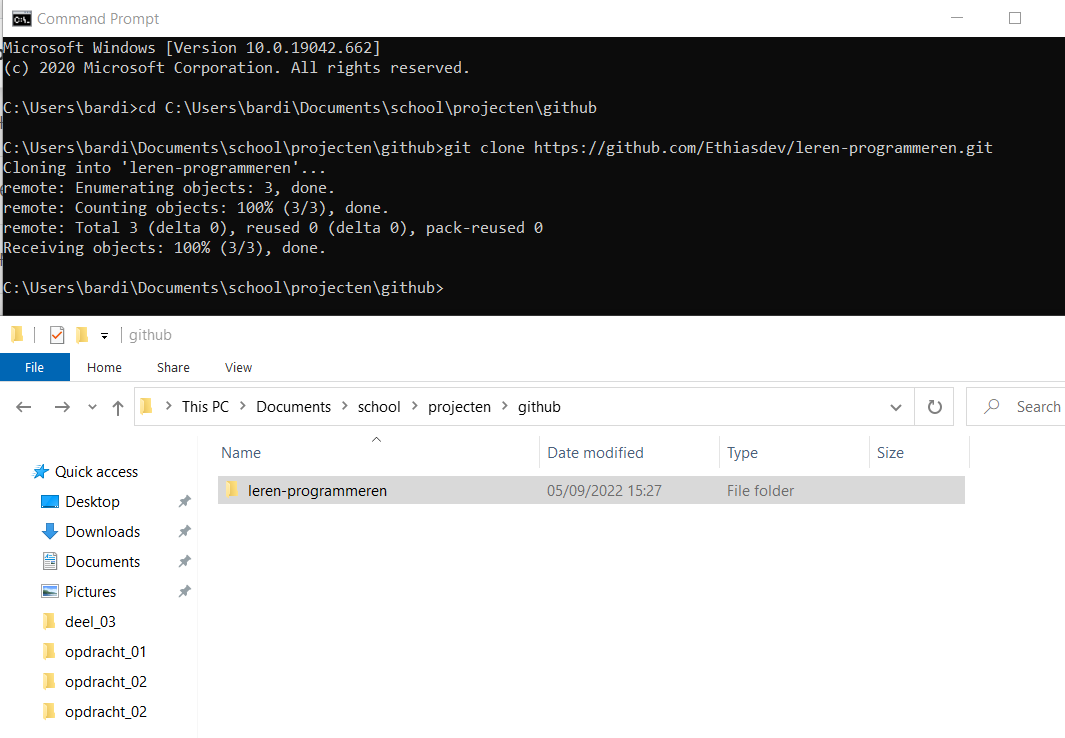 Command Prompt
Microsoft Windows [Version 10.0.19042.662]
(c) 2020 Microsoft Corporation. All rights reserved.
C:\Users\bardi>cd C:\Users\bardi\Documents\school\projecten\github
C:\Users\bardi\Documents\school\projecten\github>git clone https://github.com/Ethiasdev/leren-programmeren.git
Cloning into 'leren-programmeren'...
remote: Enumerating objects: 3, done.
remote: Counting objects: 100% (3/3), done.
remote: Total 3 (delta 0), reused 0 (delta 0), pack-reused 0
Receiving objects: 100% (3/3), done.
C:\Users\bardi\Documents\school\projecten\github>
github
File Home Share View
This PC > Documents > school > projecten > github Search
Name Date modified Type Size
leren-programmeren 05/09/2022 15:27 File folder
Quick access
Desktop
Downloads
Documents
Pictures
deel_03
opdracht_01
opdracht_02
opdracht_02